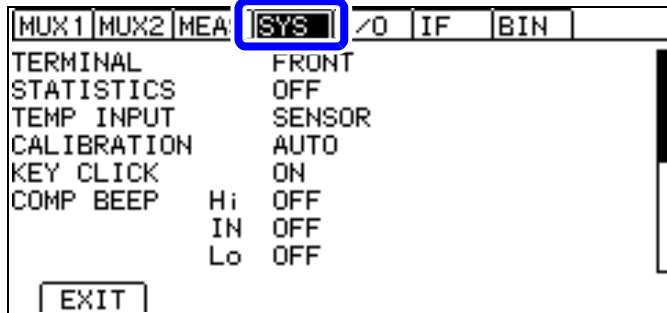 MUX1 MUX2 MEA SYS /O IF BIN
TERMINAL FRONT
STATISTICS OFF
TEMP INPUT SENSOR
CALIBRATION AUTO
KEY CLICK ON
COMP BEEP Hi OFF
IN OFF
Lo OFF
EXIT